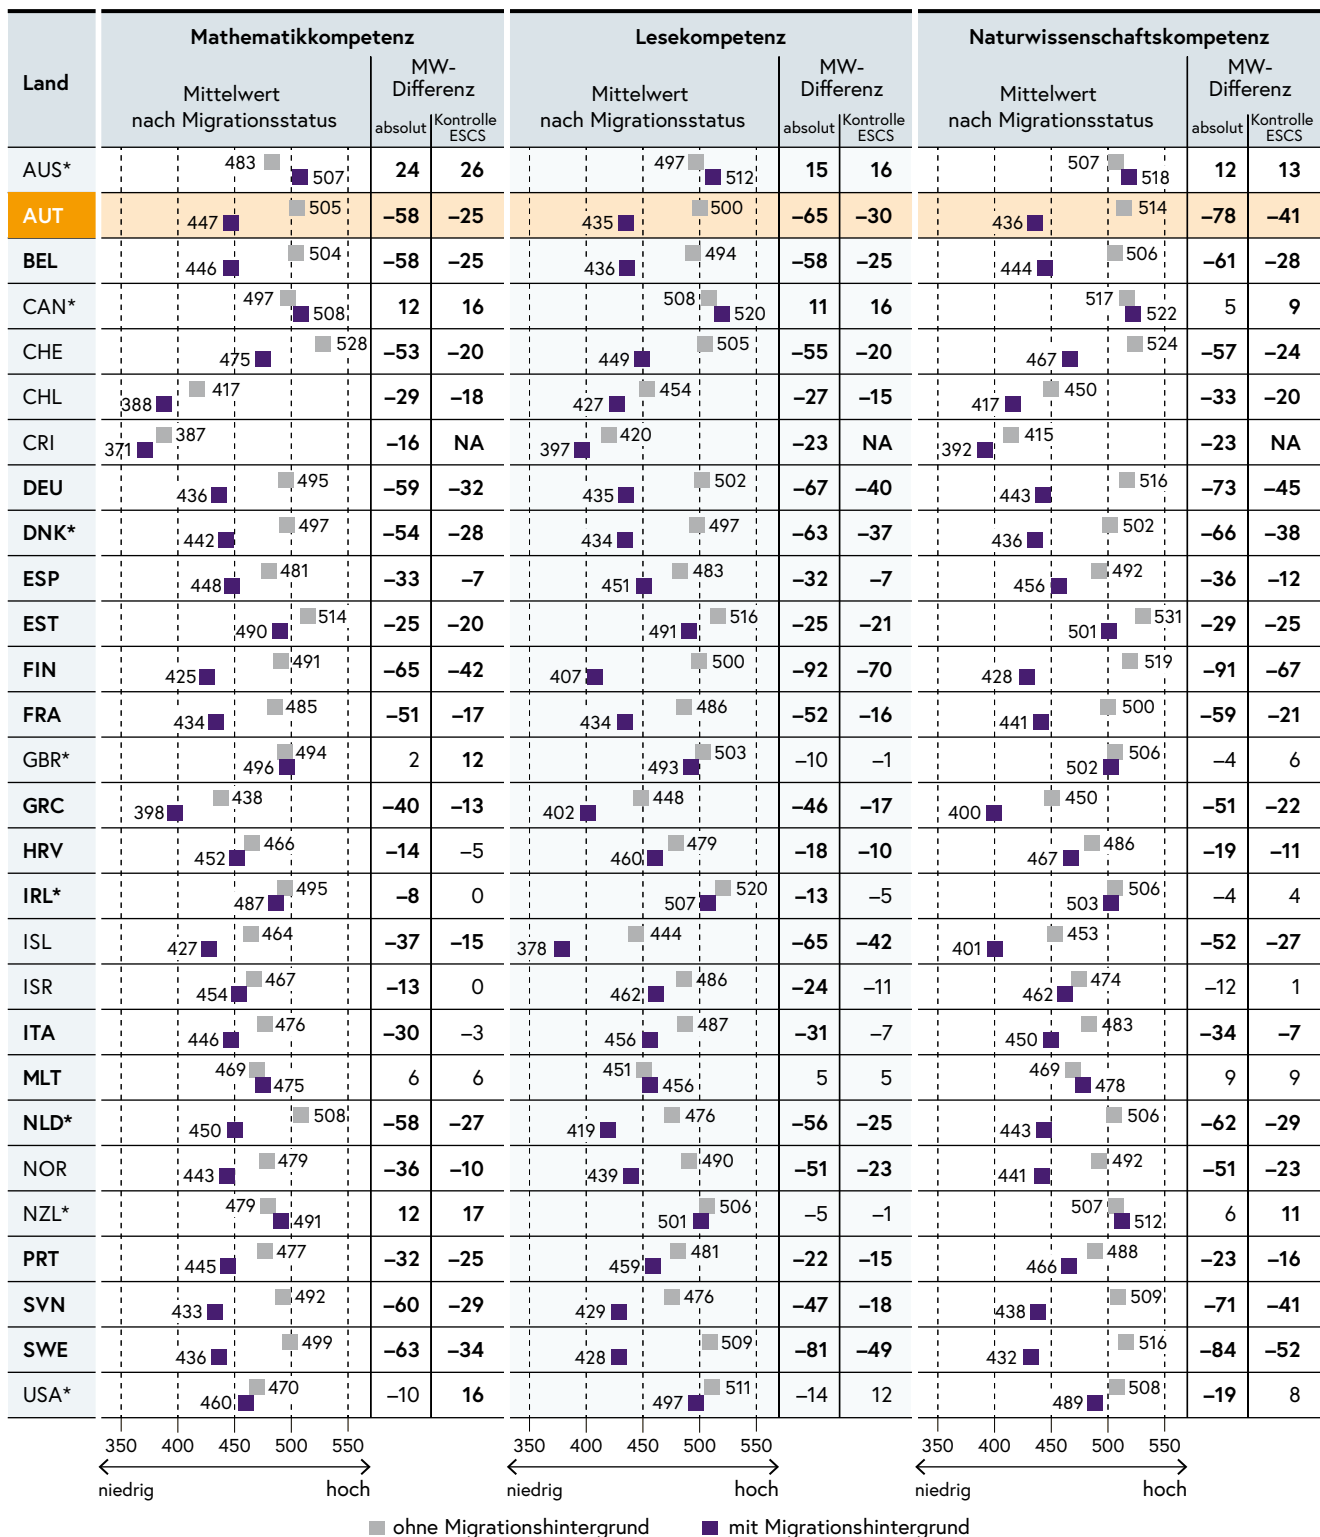 Mathematikkompetenz Lesekompetenz Naturwissenschaftskompetenz
Land Mittelwert nach Migrationsstatus MW-Differenz absolut Kontrolle ESCS Mittelwert nach Migrationsstatus MW-Differenz absolut Kontrolle ESCS Mittelwert nach Migrationsstatus MW-Differenz absolut Kontrolle ESCS
AUS* 483 507 24 26 497 512 15 16 507 518 12 13
AUT 505 447 –58 –25 500 435 –65 –30 514 436 –78 –41
BEL 504 446 –58 –25 494 436 –58 –25 506 444 –61 –28
CAN* 497 508 12 16 508 520 11 16 517 522 5 9
CHE 528 475 –53 –20 505 449 –55 –20 524 467 –57 –24
CHL 417 388 –29 –18 454 427 –27 –15 450 417 –33 –20
CRI 387 371 –16 NA 420 397 –23 NA 415 392 –23 NA
DEU 495 436 –59 –32 502 435 –67 –40 516 443 –73 –45
DNK* 497 442 –54 –28 497 434 –63 –37 502 436 –66 –38
ESP 481 448 –33 –7 483 451 –32 –7 492 456 –36 –12
EST 514 490 –25 –20 516 491 –25 –21 531 501 –29 –25
FIN 491 425 –65 –42 500 407 –92 –70 519 428 –91 –67
FRA 485 434 –51 –17 486 434 –52 –16 500 441 –59 –21
GBR* 494 496 2 12 503 493 –10 –1 506 502 –4 6
GRC 438 398 –40 –13 448 402 –46 –17 450 400 –51 –22
HRV 466 452 –14 –5 479 460 –18 –10 486 467 –19 –11
IRL* 495 487 –8 0 520 507 –13 –5 506 503 –4 4
ISL 464 427 –37 –15 444 378 –65 –42 453 401 –52 –27
ISR 467 454 –13 0 486 462 –24 –11 474 462 –12 1
ITA 476 446 –30 –3 487 456 –31 –7 483 450 –34 –7
MLT 469 475 6 6 451 456 5 5 469 478 9 9
NLD* 508 450 –58 –27 476 419 –56 –25 506 443 –62 –29
NOR 479 443 –36 –10 490 439 –51 –23 492 441 –51 –23
NZL* 479 491 12 17 506 501 –5 –1 507 512 6 11
PRT 477 445 –32 –25 481 459 –22 –15 488 466 –23 –16
SVN 492 433 –60 –29 476 429 –47 –18 509 438 –71 –41
SWE 499 436 –63 –34 509 428 –81 –49 516 432 –84 –52
USA* 470 460 –10 16 511 497 –14 12 508 489 –19 8
350 400 450 500 550 350 400 450 500 550 350 400 450 500 550
niedrig hoch niedrig hoch niedrig hoch
ohne Migrationshintergrund mit Migrationshintergrund